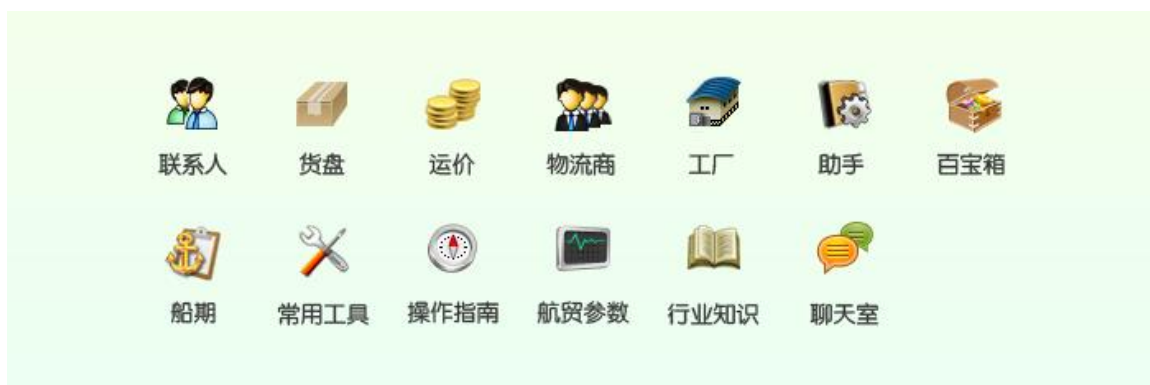 联系人 货盘 运价 物流商 工厂 助手 百宝箱
船期 常用工具 操作指南 航贸参数 行业知识 聊天室